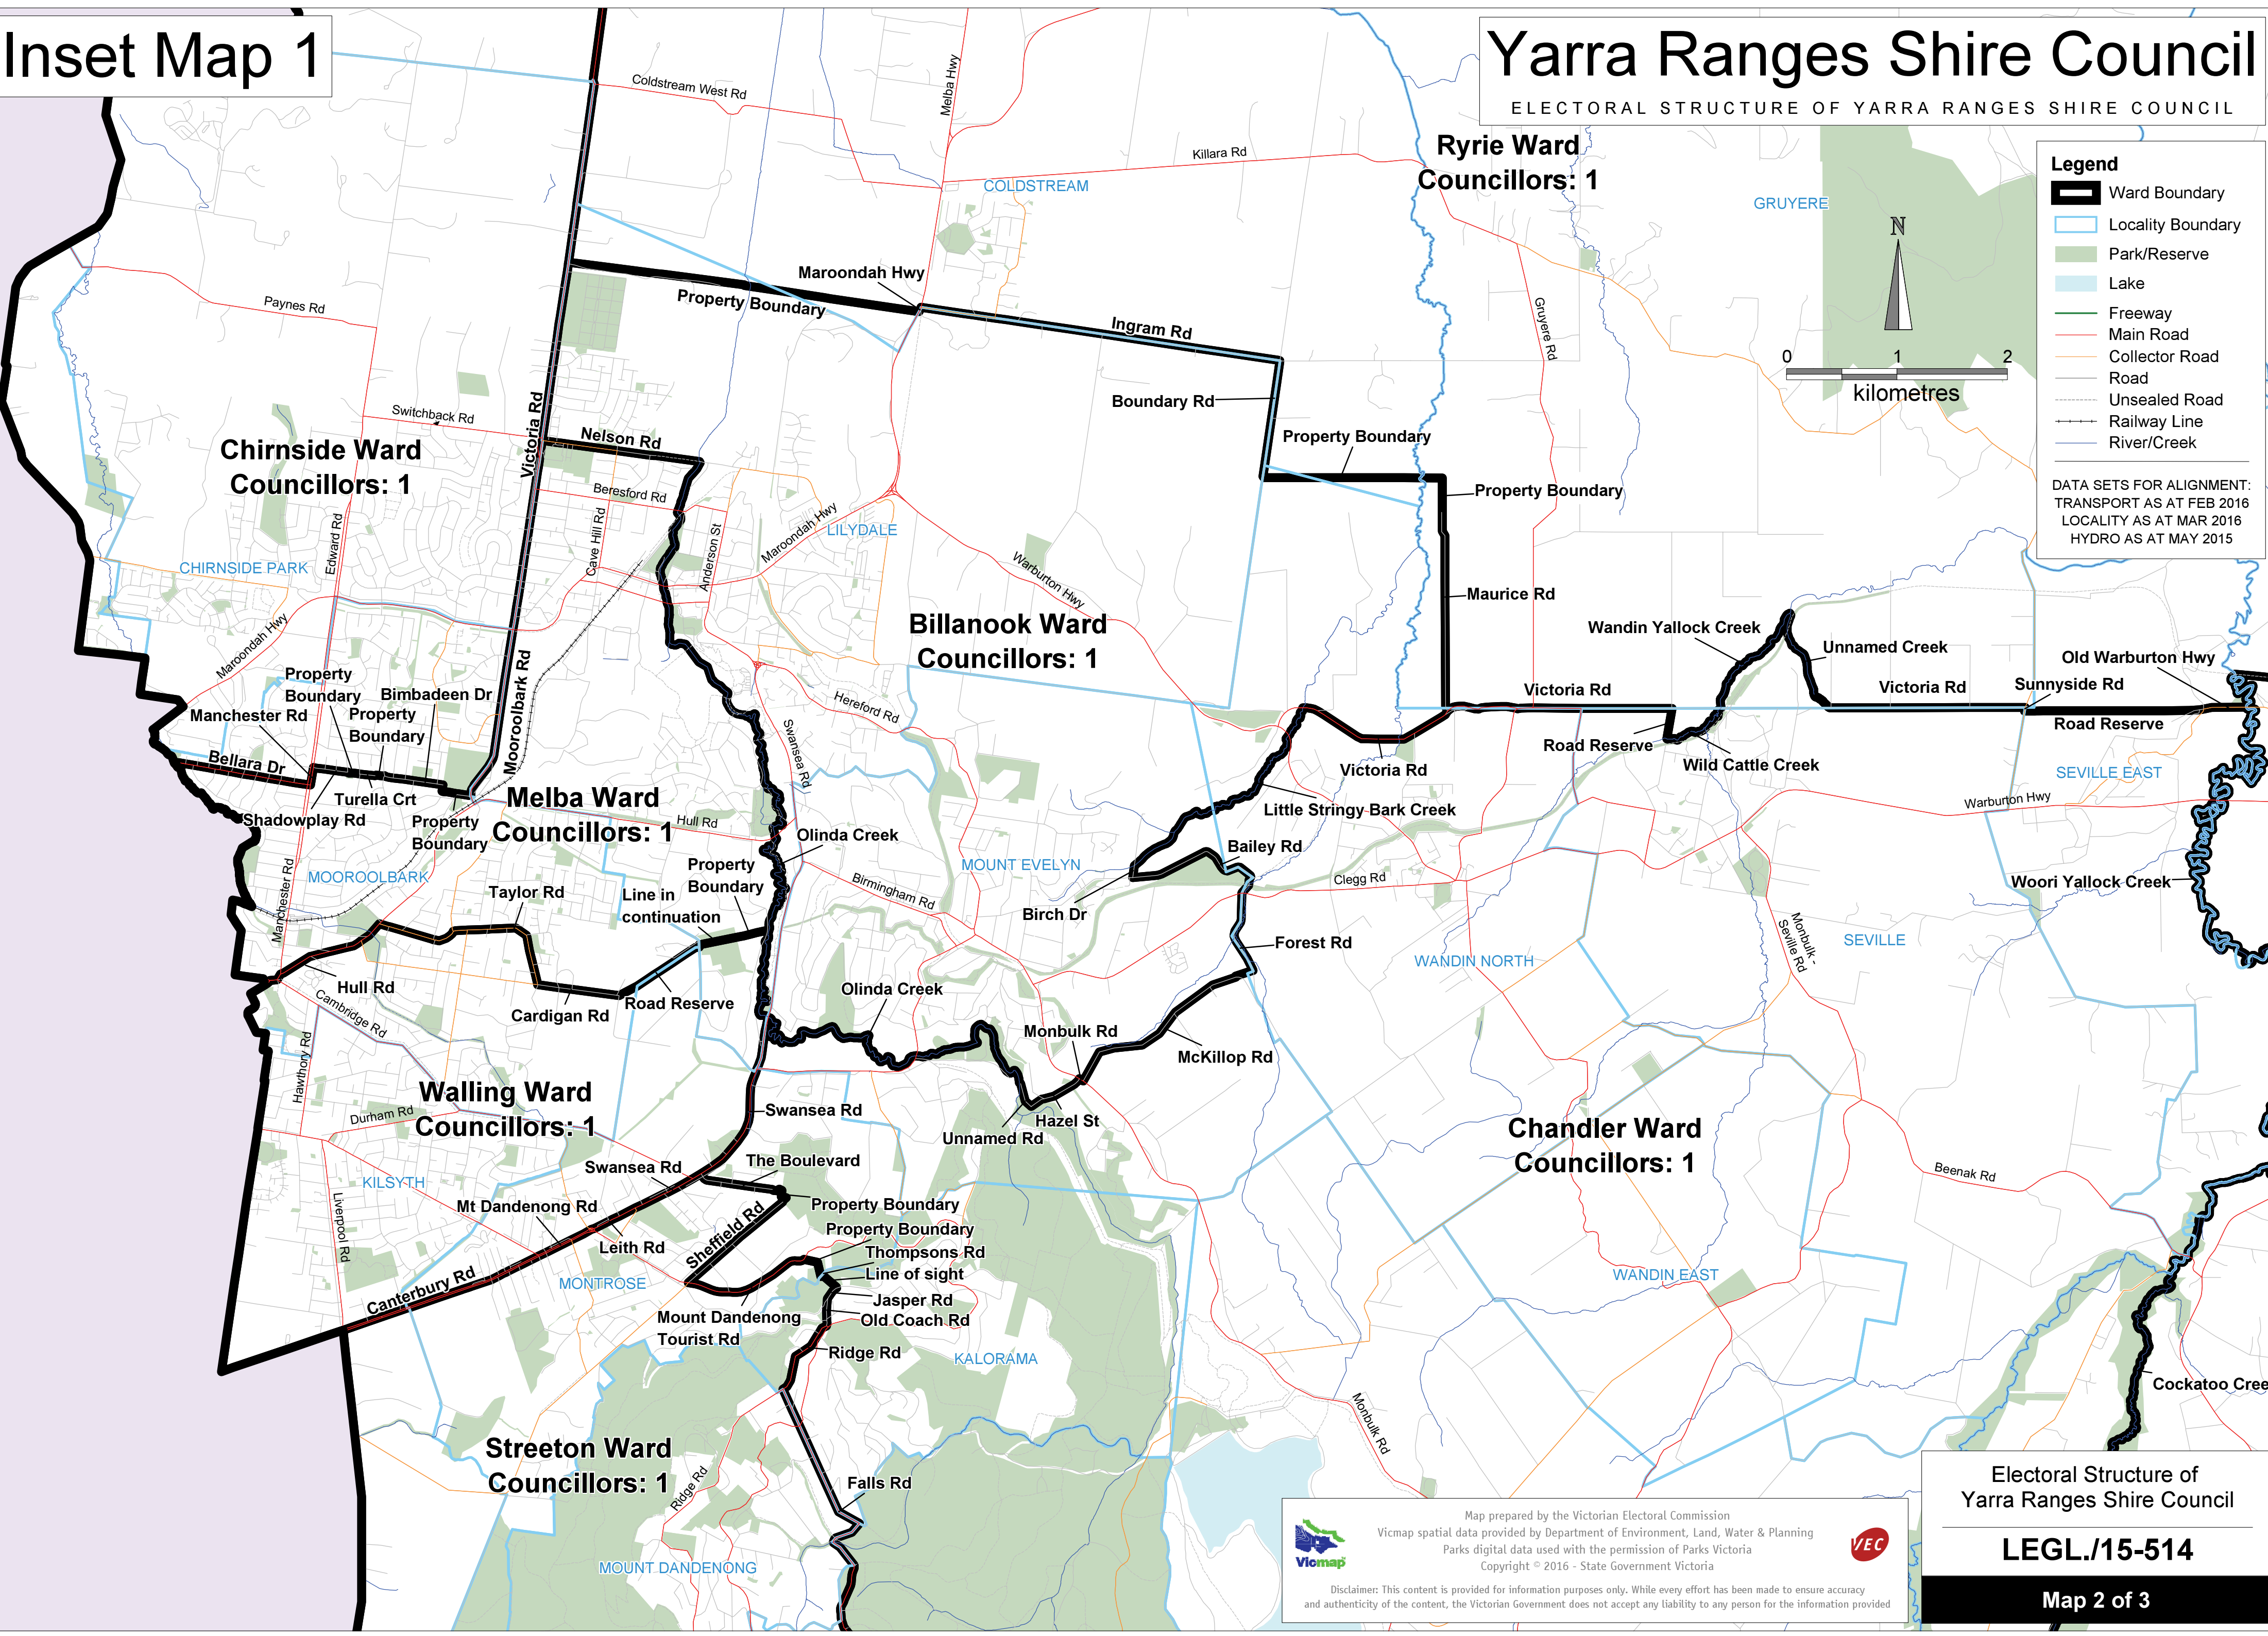 Inset Map 1
Yarra Ranges Shire Council
ELECTORAL STRUCTURE OF YARRA RANGES SHIRE COUNCIL
Legend
Ward Boundary
Locality Boundary
Park/Reserve
Lake
Freeway
Main Road
Collector Road
Road
Unsealed Road
Railway Line
River/Creek
DATA SETS FOR ALIGNMENT:
TRANSPORT AS AT FEB 2016
LOCALITY AS AT MAR 2016
HYDRO AS AT MAY 2015
N
0 1 2
kilometres
Coldstream West Rd
Melba Hwy
Killara Rd
COLDSTREAM
Ryrie Ward
Councillors: 1
GRUYERE
Maroondah Hwy
Property Boundary
Ingram Rd
Gruyere Rd
Paynes Rd
Boundary Rd
Switchback Rd
Victoria Rd
Nelson Rd
Property Boundary
Property Boundary
Chirnside Ward
Councillors: 1
Beresford Rd
Cave Hill Rd
Edward Rd
Anderson St
Maroondah Hwy
LILYDALE
Warburton Hwy
CHIRNSIDE PARK
Maroondah Hwy
Maurice Rd
Billanook Ward
Councillors: 1
Wandin Yallock Creek
Unnamed Creek
Old Warburton Hwy
Victoria Rd
Victoria Rd
Sunnyside Rd
Road Reserve
Property
Boundary
Bimbadeen Dr
Manchester Rd
Property
Boundary
Mooroolbark Rd
Hereford Rd
Swansea Rd
Bellara Dr
Road Reserve
Wild Cattle Creek
Victoria Rd
SEVILLE EAST
Turella Crt
Shadowplay Rd
Property
Boundary
Melba Ward
Councillors: 1
Hull Rd
Little Stringy Bark Creek
Warburton Hwy
Olinda Creek
Bailey Rd
MOUNT EVELYN
Property
Boundary
MOOROOLBARK
Manchester Rd
Taylor Rd
Line in
continuation
Birmingham Rd
Birch Dr
Clegg Rd
Woori Yallock Creek
Forest Rd
Monbulk -
Seville Rd
SEVILLE
WANDIN NORTH
Hull Rd
Cambridge Rd
Cardigan Rd
Road Reserve
Olinda Creek
Monbulk Rd
McKillop Rd
Hawthory Rd
Walling Ward
Councillors: 1
Durham Rd
Swansea Rd
Hazel St
Unnamed Rd
Chandler Ward
Councillors: 1
Swansea Rd
The Boulevard
Beenak Rd
KILSYTH
Liverpool Rd
Mt Dandenong Rd
Property Boundary
Property Boundary
Sheffield Rd
Leith Rd
Thompsons Rd
Line of sight
Canterbury Rd
MONTROSE
WANDIN EAST
Jasper Rd
Old Coach Rd
Mount Dandenong
Tourist Rd
Ridge Rd
KALORAMA
Cockatoo Cree
Monbulk Rd
Streeton Ward
Councillors: 1
Ridge Rd
Falls Rd
MOUNT DANDENONG
Vicmap
Map prepared by the Victorian Electoral Commission
Vicmap spatial data provided by Department of Environment, Land, Water & Planning
Parks digital data used with the permission of Parks Victoria
Copyright © 2016 - State Government Victoria
Disclaimer: This content is provided for information purposes only. While every effort has been made to ensure accuracy
and authenticity of the content, the Victorian Government does not accept any liability to any person for the information provided
VEC
Electoral Structure of
Yarra Ranges Shire Council
LEGL./15-514
Map 2 of 3